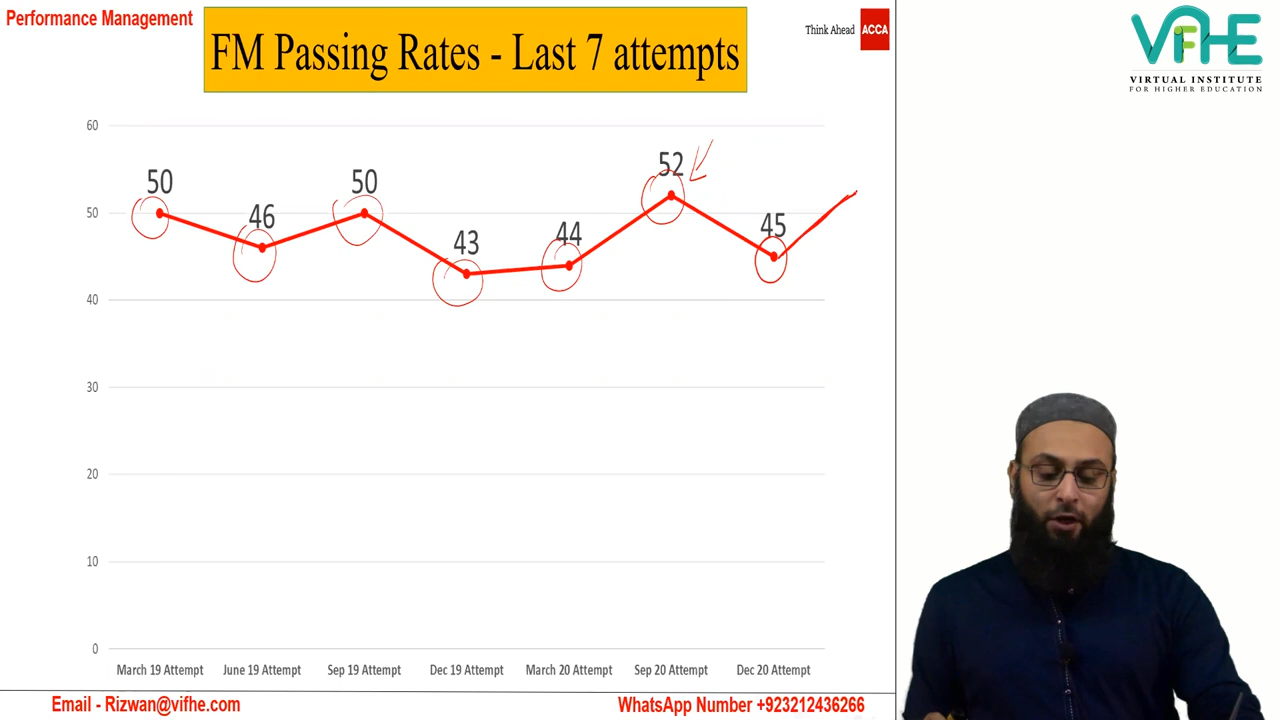 Performance Management
FM Passing Rates - Last 7 attempts
Think Ahead ACCA
VIFHE
VIRTUAL INSTITUTE
FOR HIGHER EDUCATION
60
50
40
30
20
10
0
50
46
50
43
44
52
45
March 19 Attempt
June 19 Attempt
Sep 19 Attempt
Dec 19 Attempt
March 20 Attempt
Sep 20 Attempt
Dec 20 Attempt
Email - Rizwan@vifhe.com
WhatsApp Number +923212436266